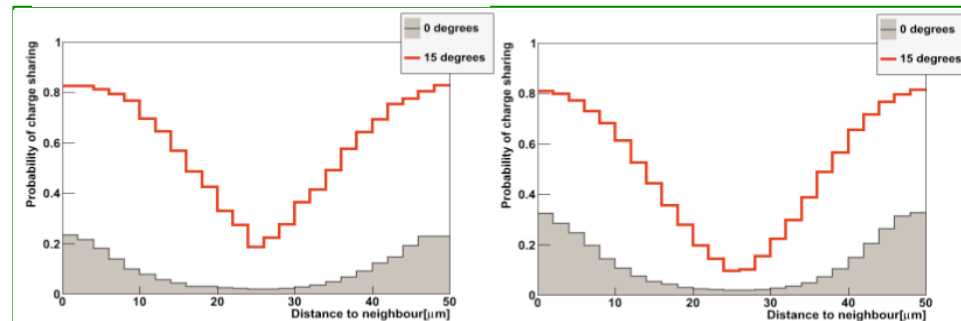 0 degrees
15 degrees
Probability of charge sharing
1
0.8
0.6
0.4
0.2
0
0 10 20 30 40 50
Distance to neighbour[μm]
0 degrees
15 degrees
Probability of charge sharing
1
0.8
0.6
0.4
0.2
0
0 10 20 30 40 50
Distance to neighbour[μm]